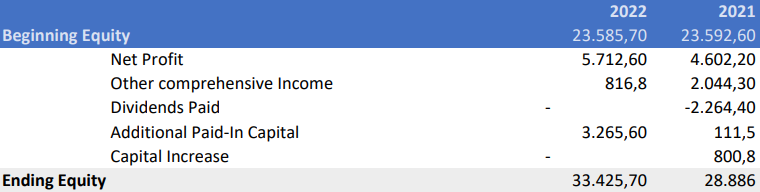 2022 2021
Beginning Equity 23.585,70 23.592,60
Net Profit 5.712,60 4.602,20
Other comprehensive Income 816,8 2.044,30
Dividends Paid - -2.264,40
Additional Paid-In Capital 3.265,60 111,5
Capital Increase - 800,8
Ending Equity 33.425,70 28.886